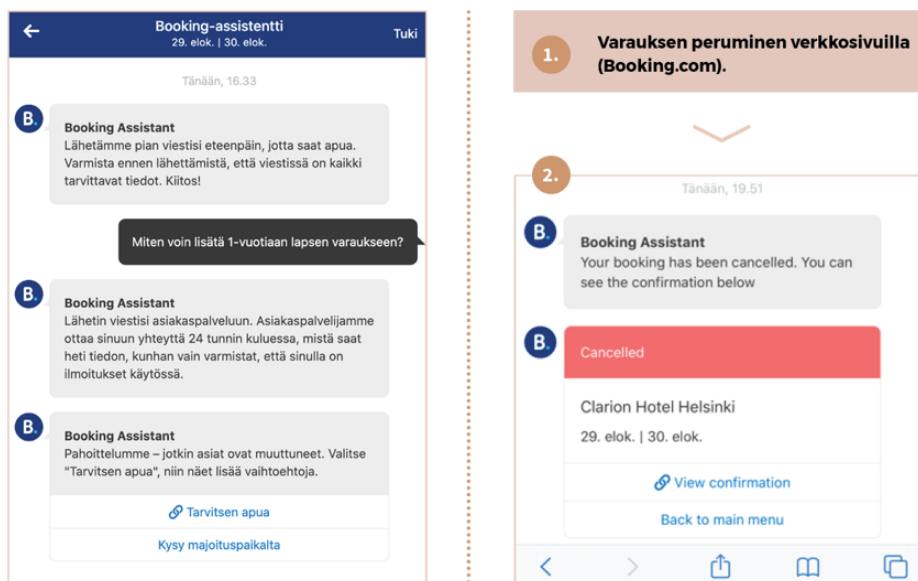 Booking-assistentti
29. elok. | 30. elok.
Tuki
Tänään, 16.33
B.
Booking Assistant
Lähetämme pian viestisi eteenpäin, jotta saat apua.
Varmista ennen lähettämistä, että viestissä on kaikki
tarvittavat tiedot. Kiitos!
Miten voin lisätä 1-vuotiaan lapsen varaukseen?
B.
Booking Assistant
Lähetin viestisi asiakaspalveluun. Asiakaspalvelijamme
ottaa sinuun yhteyttä 24 tunnin kuluessa, mistä saat
heti tiedon, kunhan vain varmistat, että sinulla on
ilmoitukset käytössä.
B.
Booking Assistant
Pahoittelumme – jotkin asiat ovat muuttuneet. Valitse
"Tarvitsen apua", niin näet lisää vaihtoehtoja.
Tarvitsen apua
Kysy majoituspaikalta
1.
Varauksen peruminen verkkosivuilla
(Booking.com).
2.
Tänään, 19.51
B.
Booking Assistant
Your booking has been cancelled. You can
see the confirmation below
B.
Cancelled
Clarion Hotel Helsinki
29. elok. | 30. elok.
View confirmation
Back to main menu